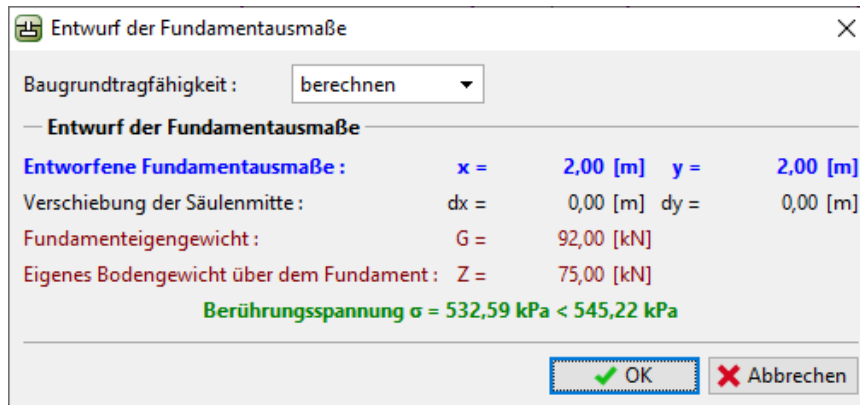 Entwurf der Fundamentausmaße
Baugrundtragfähigkeit : berechnen
Entwurf der Fundamentausmaße
Entworfene Fundamentausmaße : x = 2,00 [m] y = 2,00 [m]
Verschiebung der Säulenmitte : dx = 0,00 [m] dy = 0,00 [m]
Fundamenteigengewicht : G = 92,00 [kN]
Eigenes Bodengewicht über dem Fundament : Z = 75,00 [kN]
Berührungsspannung σ = 532,59 kPa < 545,22 kPa
OK Abbrechen